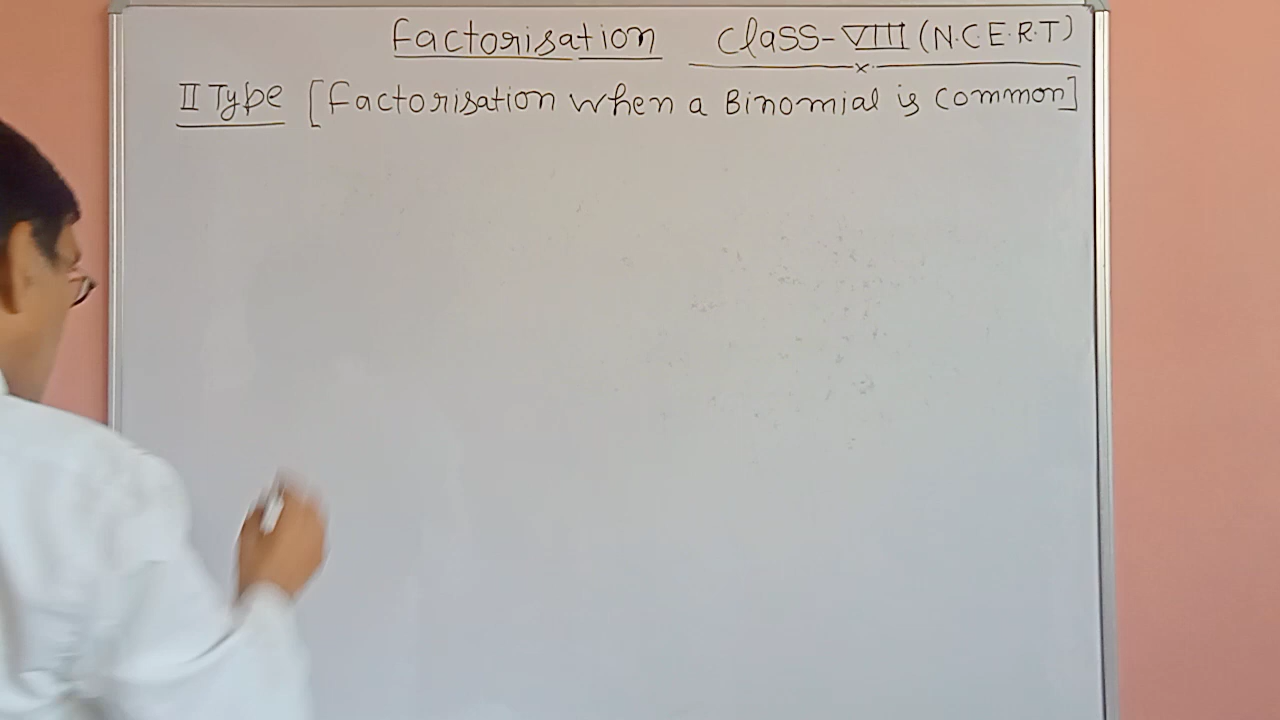 Factorisation Class-VIII (N.C.E.R.T)
II Type [Factorisation when a Binomial is common]